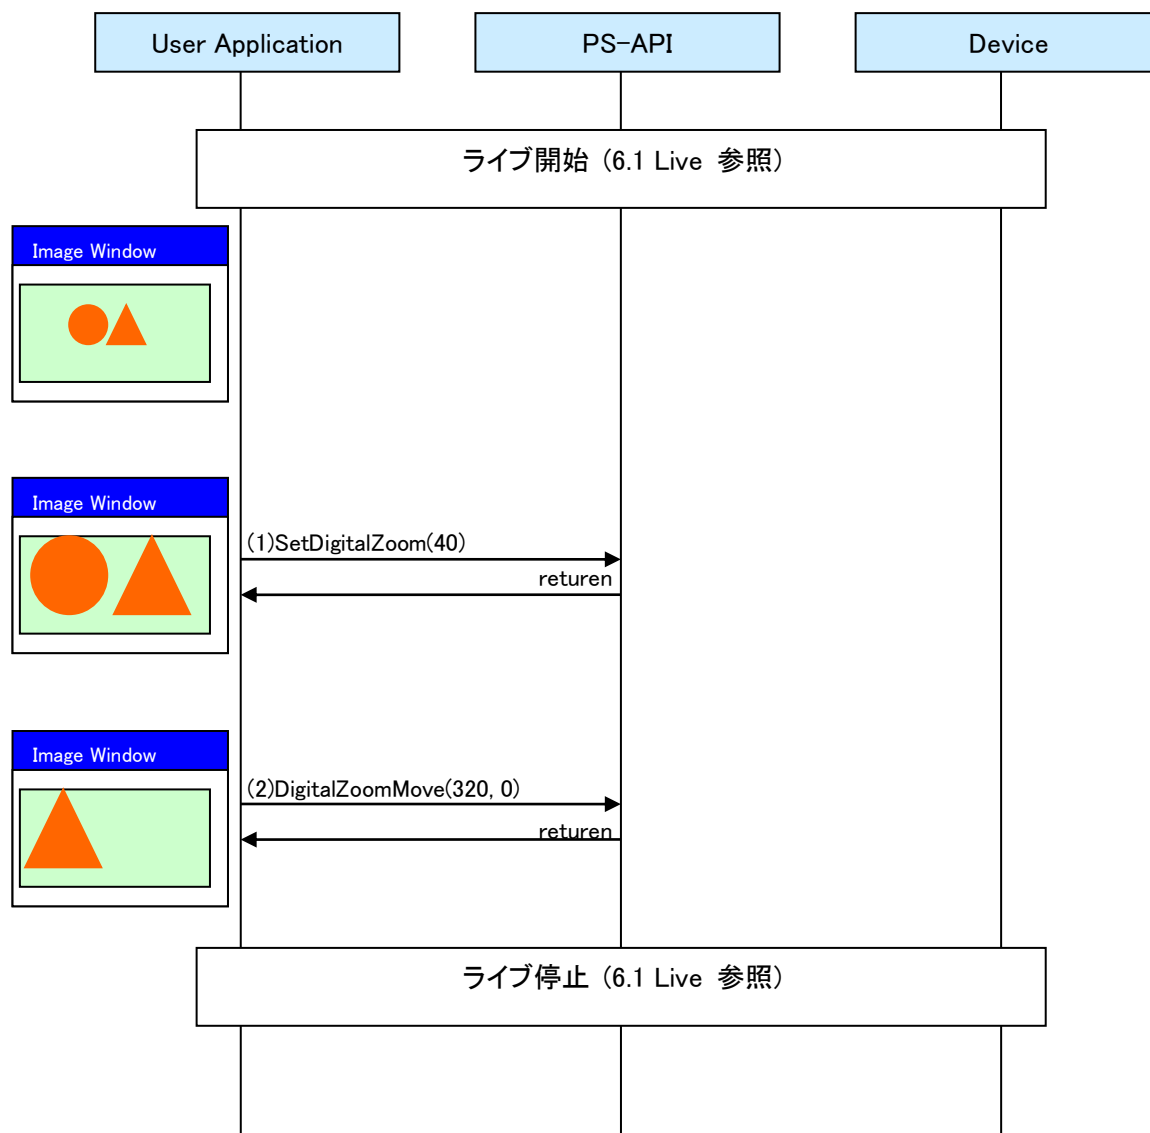 User Application
PS-API
Device
ライブ開始 (6.1 Live 参照)
Image Window
Image Window
(1)SetDigitalZoom(40)
returen
Image Window
(2)DigitalZoomMove(320, 0)
returen
ライブ停止 (6.1 Live 参照)